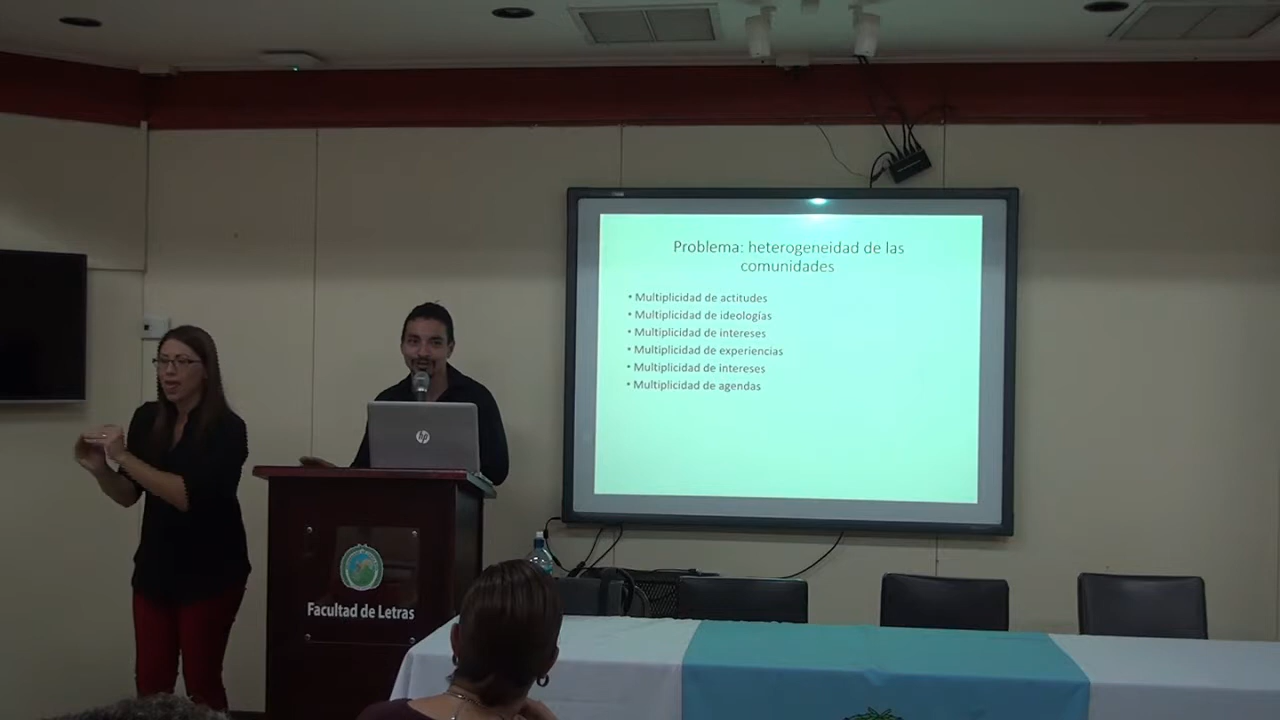 Problema: heterogeneidad de las
comunidades
• Multiplicidad de actitudes
• Multiplicidad de ideologías
• Multiplicidad de intereses
• Multiplicidad de experiencias
• Multiplicidad de intereses
• Multiplicidad de agendas
hp
Facultad de Letras